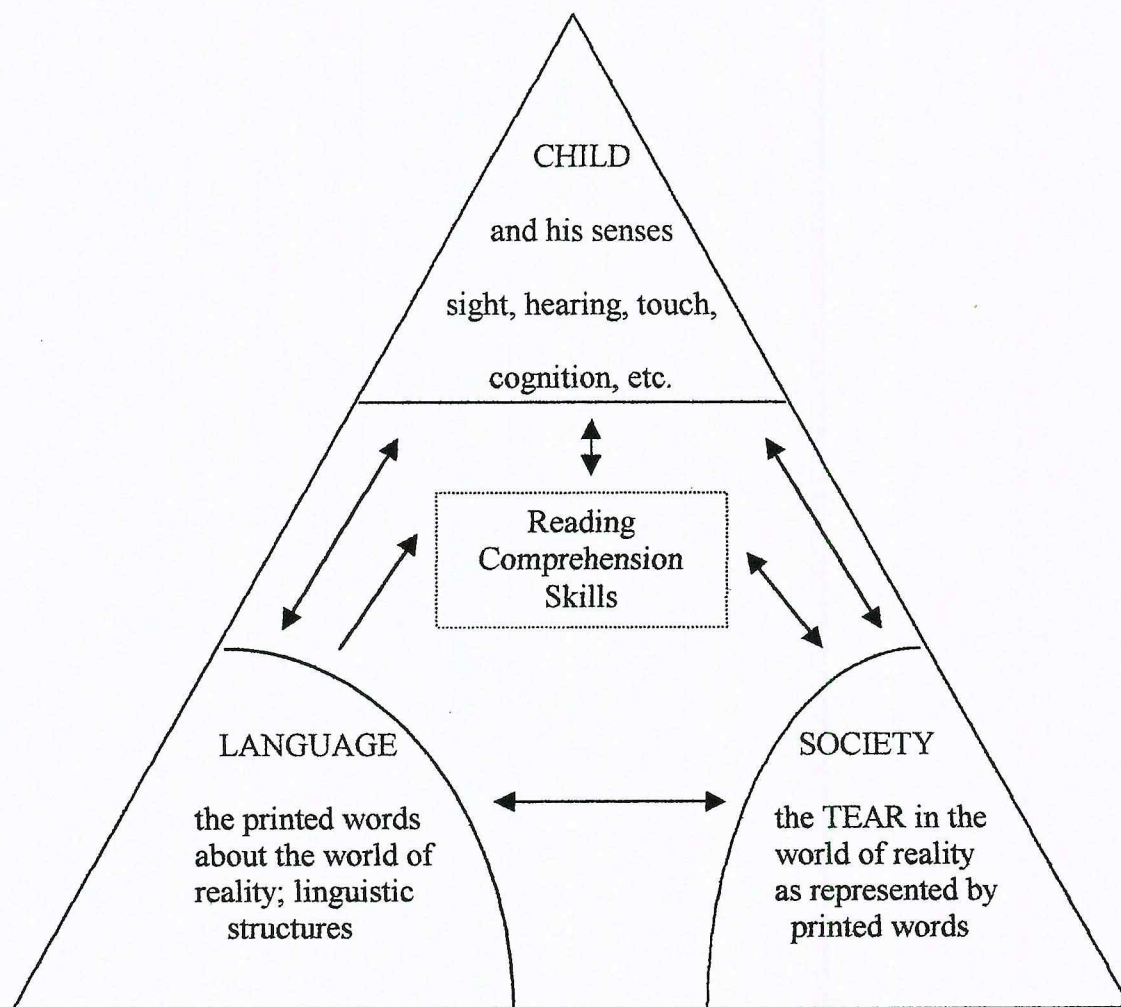 CHILD
and his senses
sight, hearing, touch,
cognition, etc.
Reading
Comprehension
Skills
LANGUAGE
the printed words
about the world of
reality; linguistic
structures
SOCIETY
the TEAR in the
world of reality
as represented by
printed words